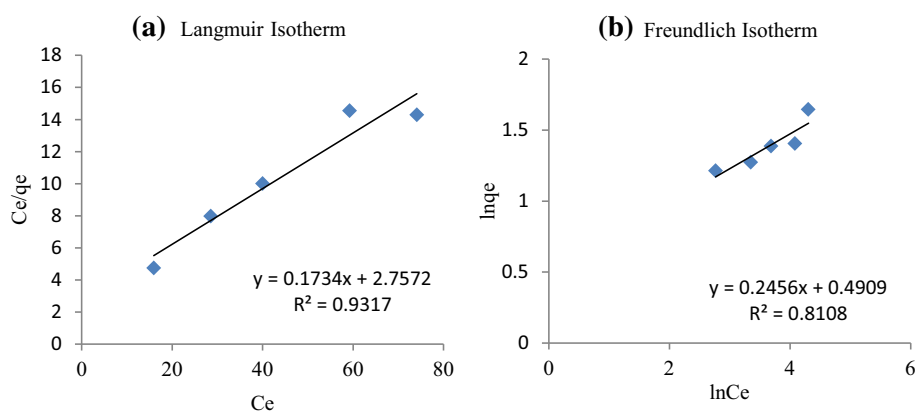 (a) Langmuir Isotherm
18
16
14
12
10
8
6
4
2
0
Ce/qe
y = 0.1734x + 2.7572
R² = 0.9317
0 20 40 60 80
Ce
(b) Freundlich Isotherm
2
1.5
1
0.5
0
lnqe
y = 0.2456x + 0.4909
R² = 0.8108
0 2 4 6
lnCe